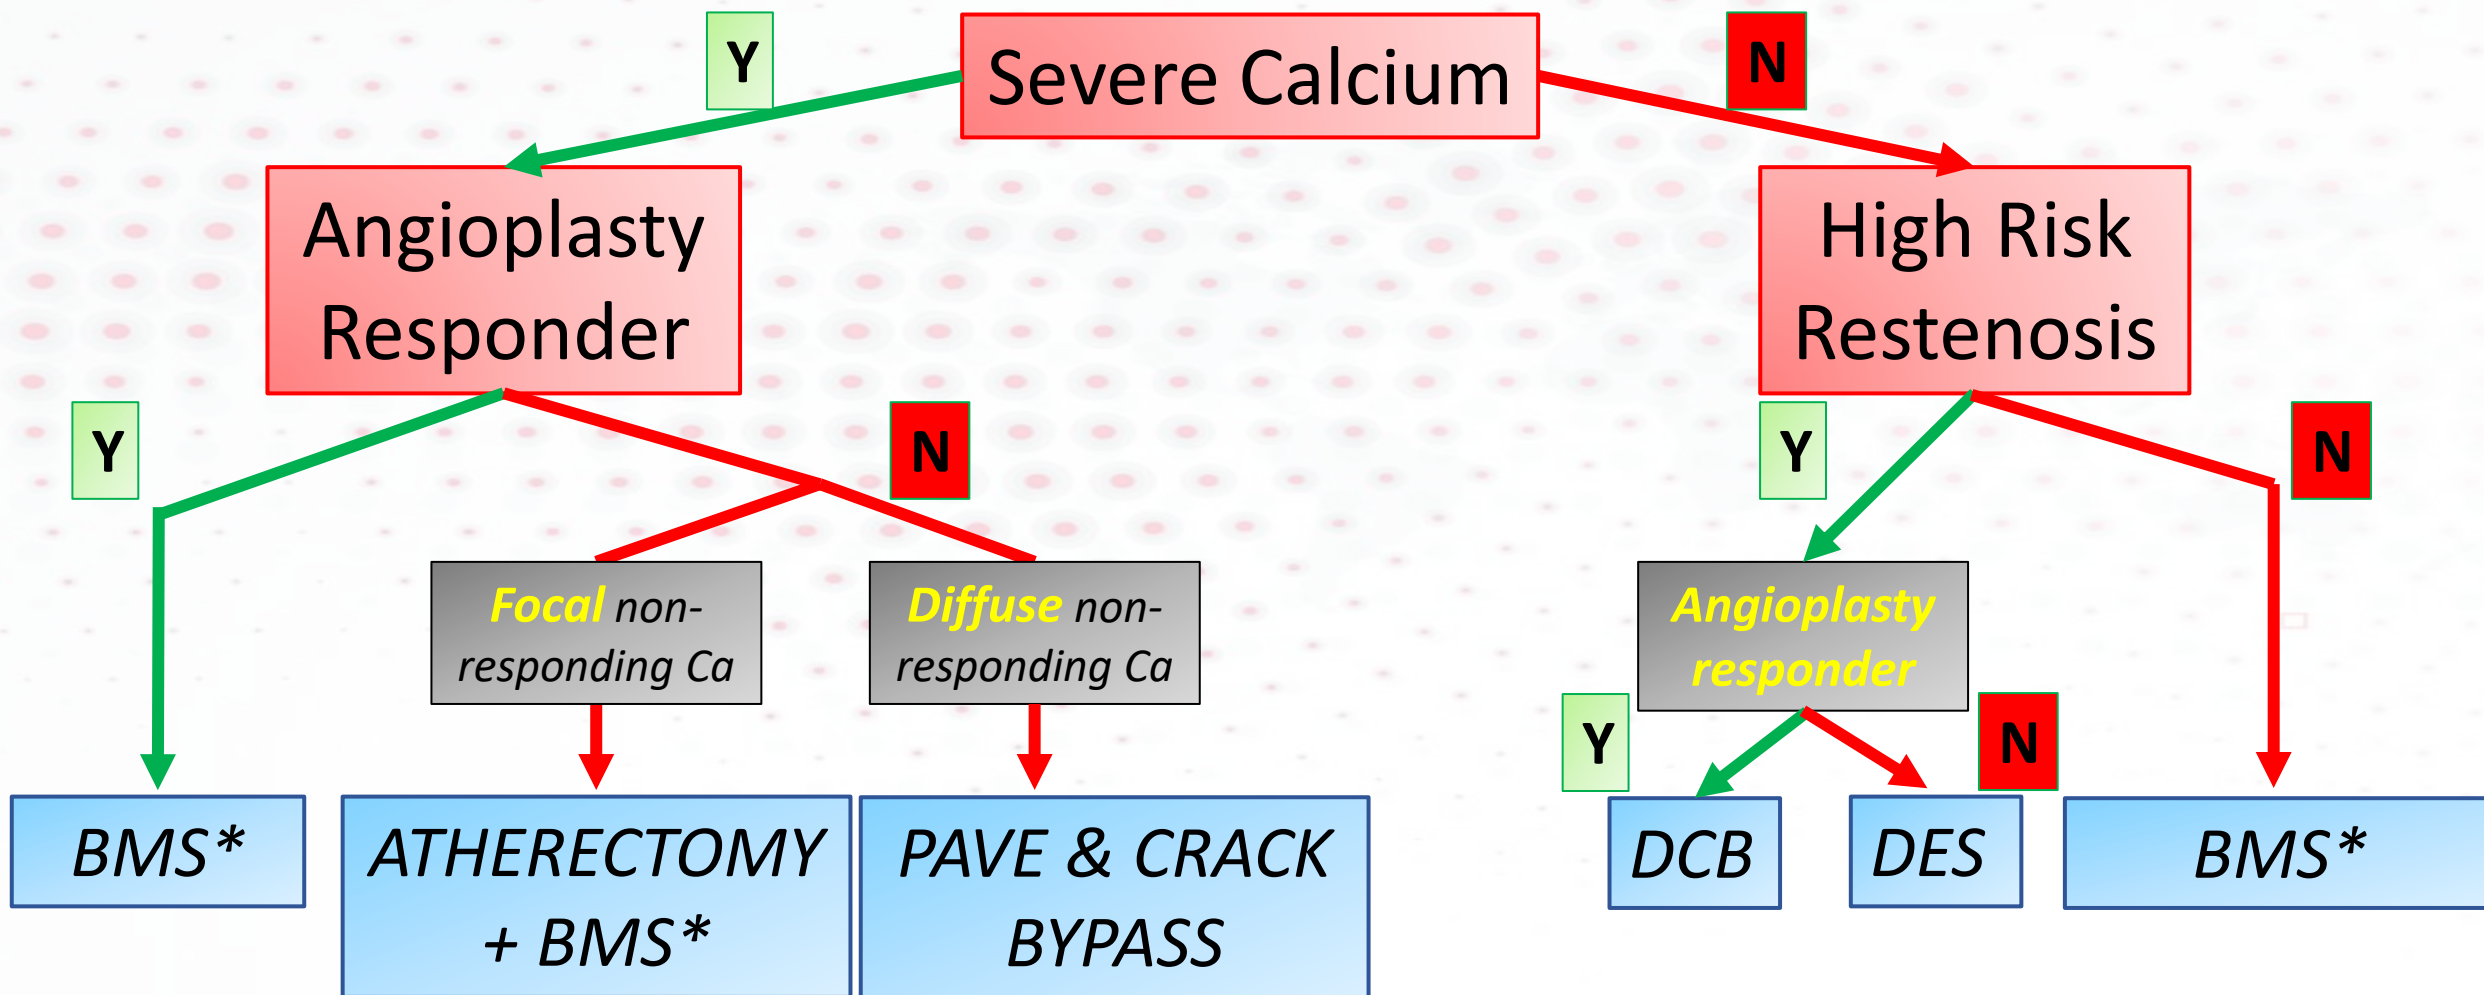 Severe Calcium
Y
N
Angioplasty
Responder
High Risk
Restenosis
Y
N
Y
N
Focal non-
responding Ca
Diffuse non-
responding Ca
Angioplasty
responder
Y
N
BMS*
ATHERECTOMY
+ BMS*
PAVE & CRACK
BYPASS
DCB
DES
BMS*